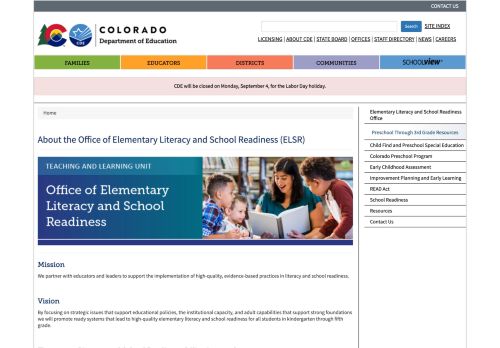 CONTACT US
COLORADO
Department of Education
CDE
Search
SITE INDEX
LICENSING | ABOUT CDE | STATE BOARD | OFFICES | STAFF DIRECTORY | NEWS | CAREERS
FAMILIES
EDUCATORS
DISTRICTS
COMMUNITIES
SCHOOLVIEW
CDE will be closed on Monday, September 4, for the Labor Day holiday.
Home
About the Office of Elementary Literacy and School Readiness (ELSR)
TEACHING AND LEARNING UNIT
Office of Elementary
Literacy and School
Readiness
Mission
We partner with educators and leaders to support the implementation of high-quality, evidence-based practices in literacy and school readiness.
Vision
By focusing on strategic issues that support educational policies, the institutional capacity, and adult capabilities that support strong foundations
we will promote ready systems that lead to high-quality elementary literacy and school readiness for all students in kindergarten through fifth
grade.
Elementary Literacy and School Readiness
Office
Preschool Through 3rd Grade Resources
Child Find and Preschool Special Education
Colorado Preschool Program
Early Childhood Assessment
Improvement Planning and Early Learning
READ Act
School Readiness
Resources
Contact Us